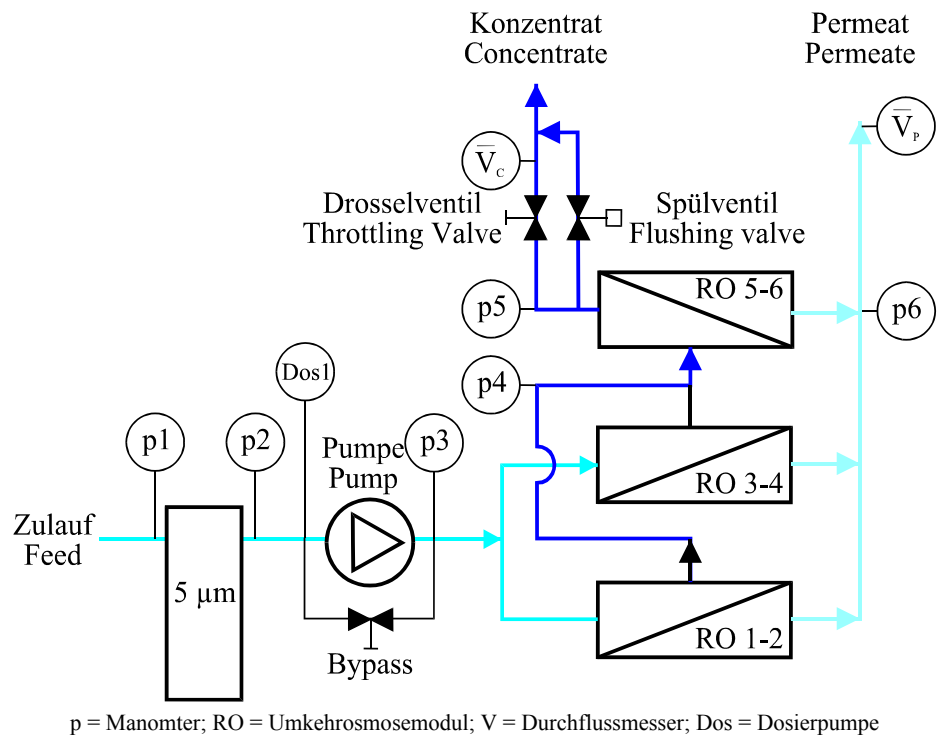 Konzentrat
Concentrate
Permeat
Permeate
V̅C
V̅P
Drosselventil
Throttling Valve
Spülventil
Flushing valve
p5
RO 5-6
p6
Dos1
p4
p1
p2
Pumpe
Pump
p3
RO 3-4
Zulauf
Feed
5 µm
RO 1-2
Bypass
p = Manomter; RO = Umkehrosmosemodul; V = Durchflussmesser; Dos = Dosierpumpe